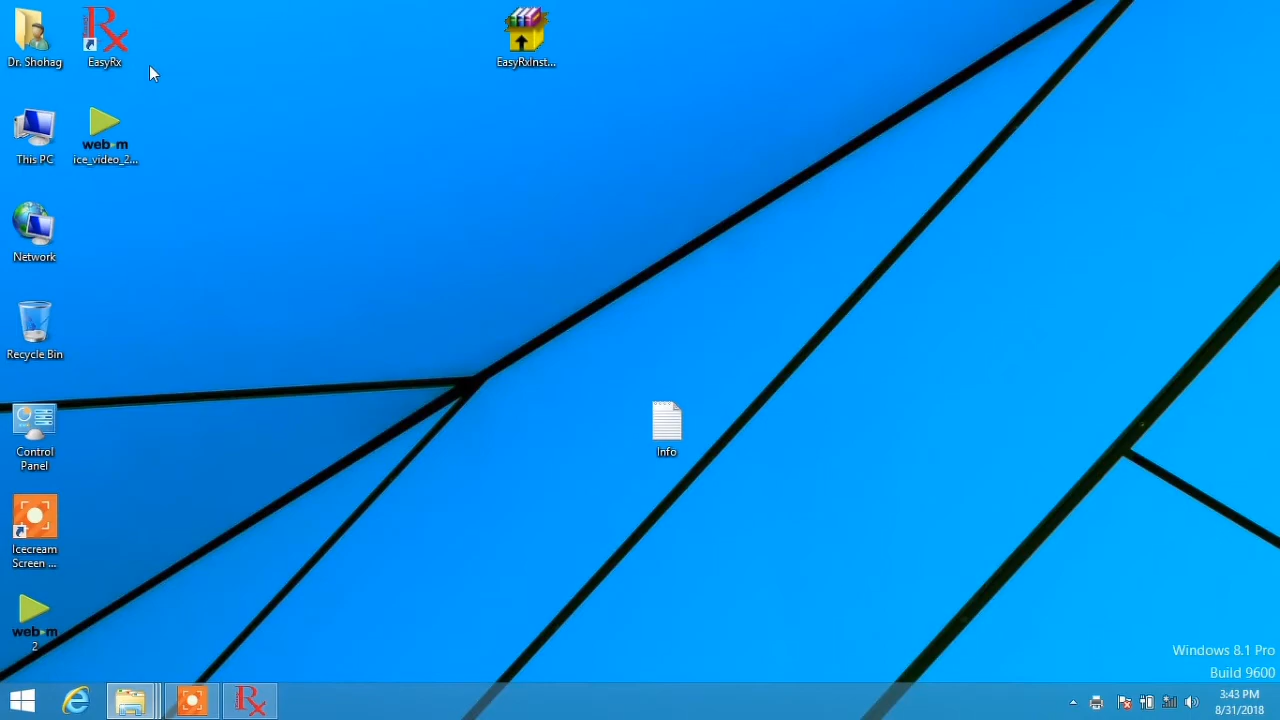 Dr. Shohag
EasyRx
EasyRxInst...
This PC
web m
ice_video_2...
Network
Recycle Bin
Info
Control
Panel
Icecream
Screen ...
web m
2
Windows 8.1 Pro
Build 9600
3:43 PM
8/31/2018